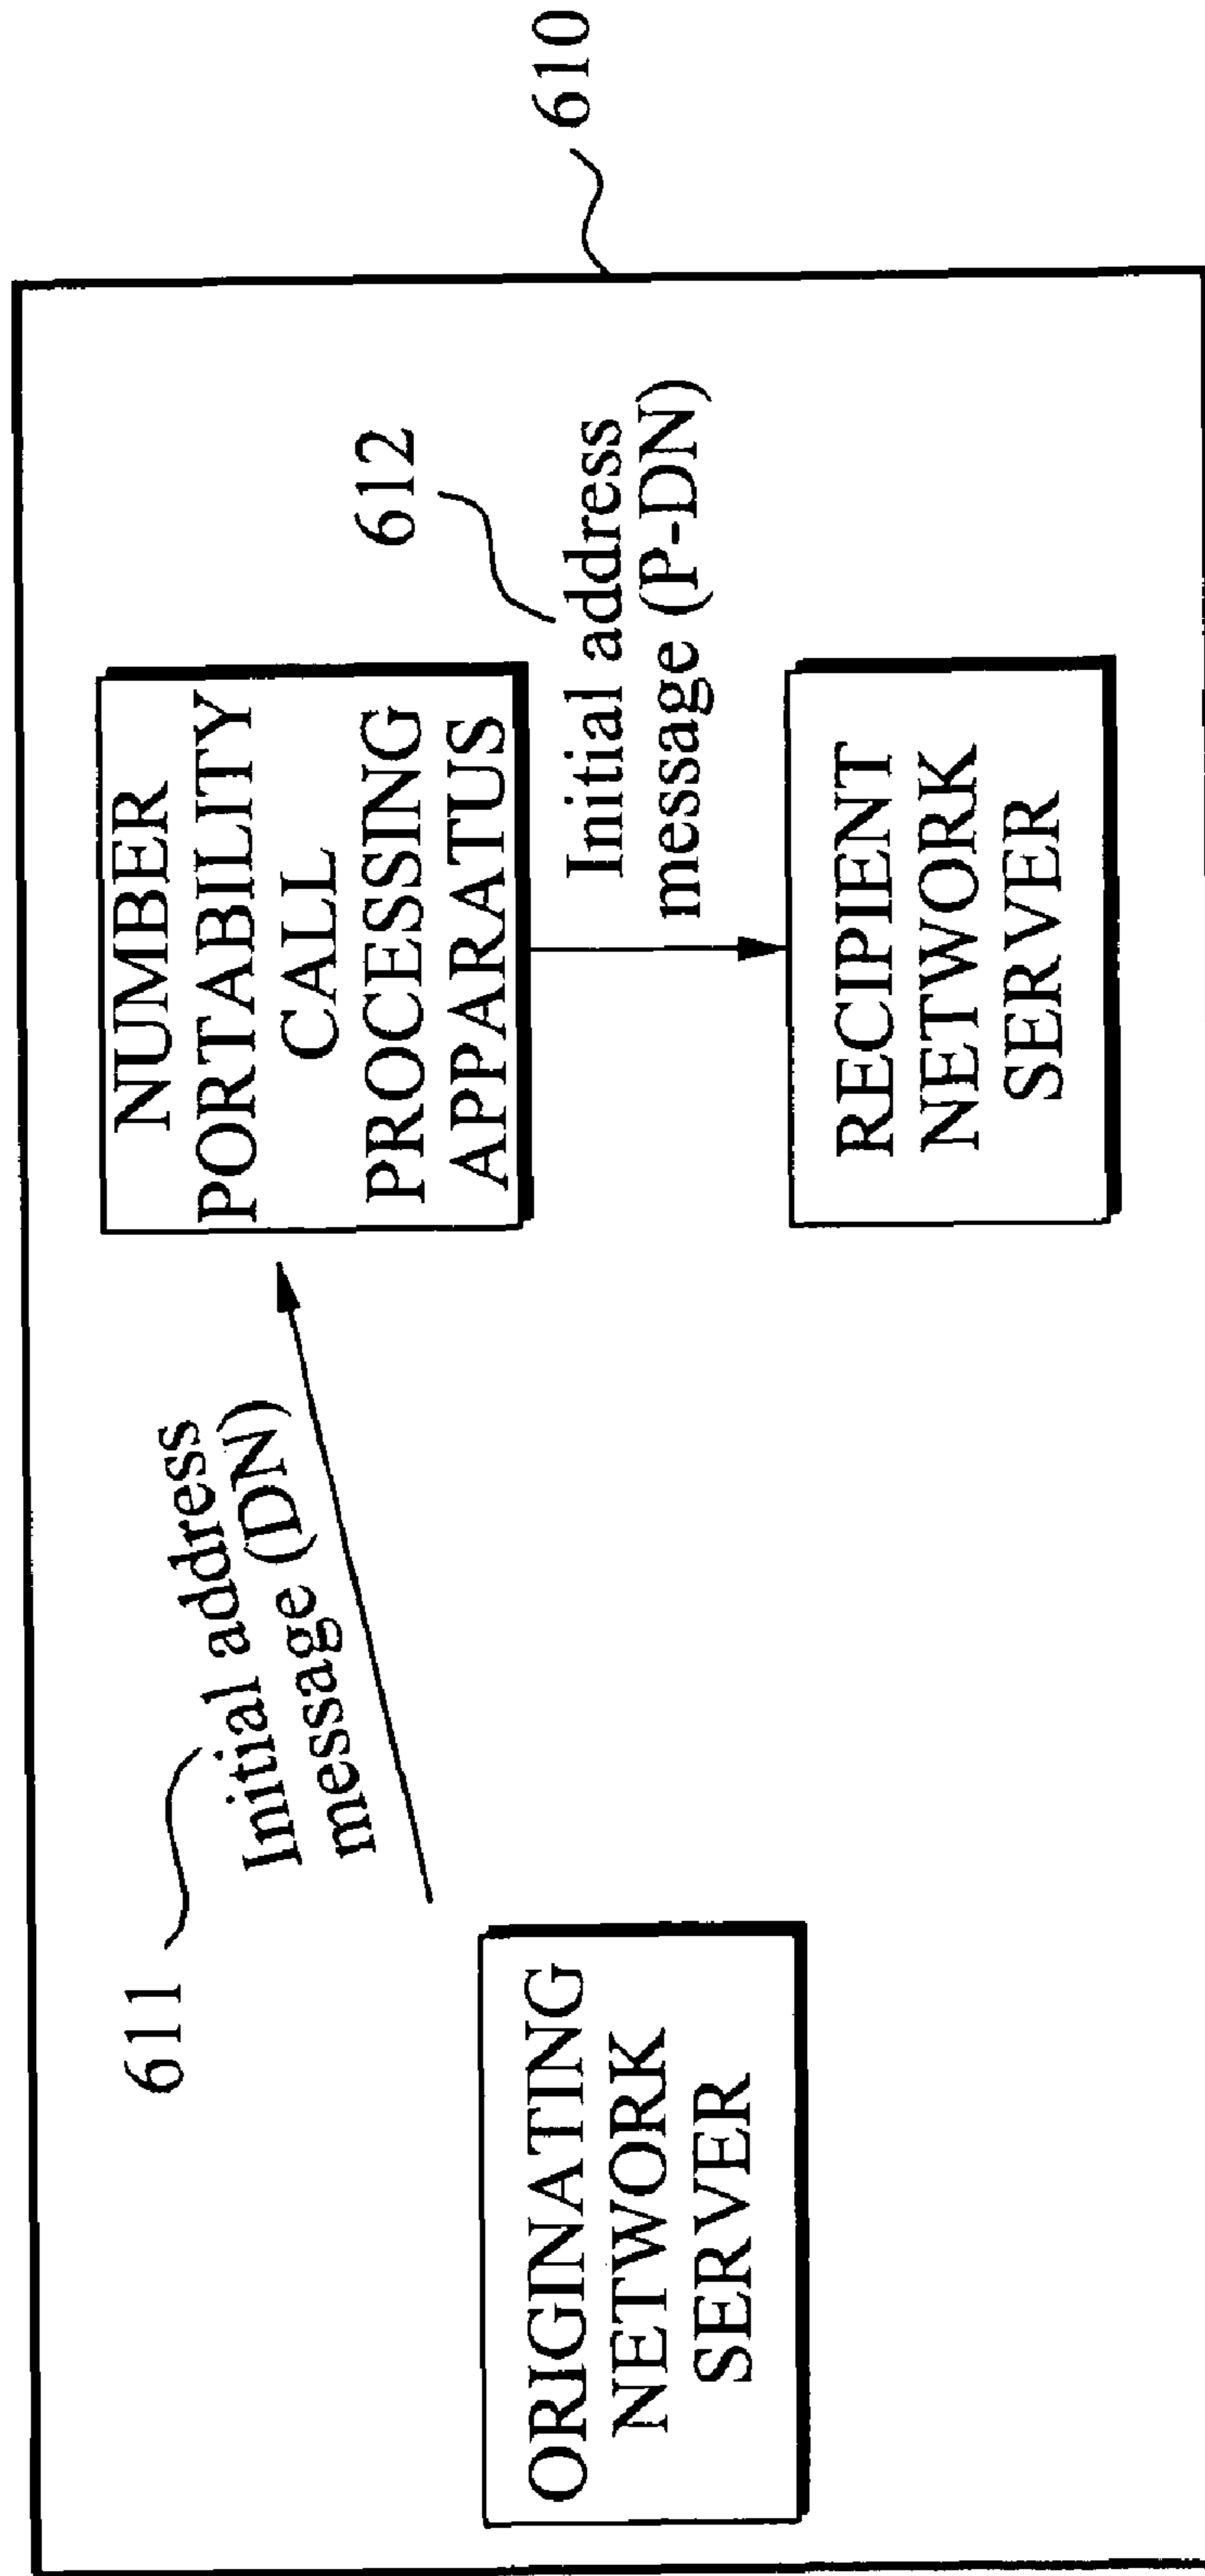 610
611
Initial address
message (DN)
NUMBER
PORTABILITY
CALL
PROCESSING
APPARATUS
612
Initial address
message (P-DN)
ORIGINATING
NETWORK
SERVER
RECIPIENT
NETWORK
SERVER